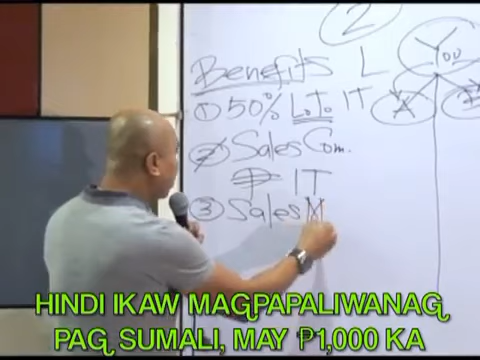 2
You
Benefits L
① 50% L.I. IT A
② Sales Com.
IT
③ Sales M
HINDI IKAW MAGPAPALIWANAG,
PAG SUMALI, MAY ₱1,000 KA